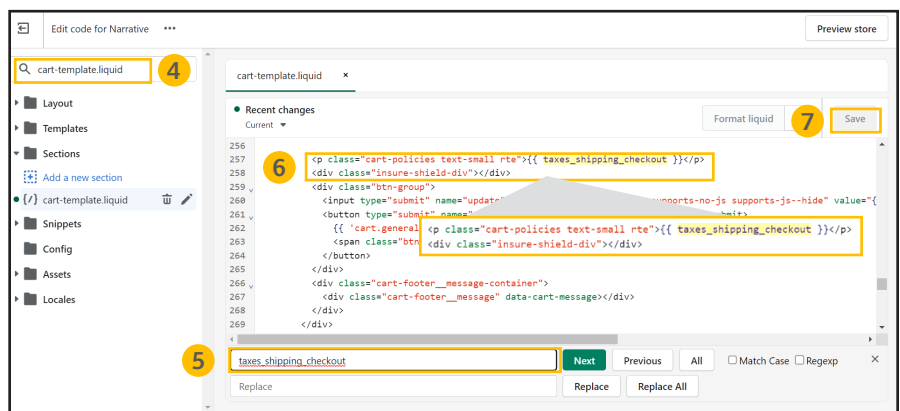 Edit code for Narrative •••
Preview store
cart-template.liquid
4
Layout
Templates
Sections
Add a new section
{/} cart-template.liquid
Snippets
Config
Assets
Locales
cart-template.liquid ×
Recent changes
Current
Format liquid
7
Save
6
256
257 <p class="cart-policies text-small rte">{{ taxes_shipping_checkout }}</p>
258 <div class="insure-shield-div"></div>
259 <div class="btn-group">
260 <input type="submit" name="update supports-no-js supports-js--hide" value="{
261 <button type="submit" name=" submit>
262 {{ 'cart.general
263 <span class="btn
264 </button>
<p class="cart-policies text-small rte">{{ taxes_shipping_checkout }}</p>
<div class="insure-shield-div"></div>
265 </div>
266 <div class="cart-footer__message-container">
267 <div class="cart-footer__message" data-cart-message></div>
268 </div>
269 </div>
5
taxes_shipping_checkout
Next Previous All Match Case Regexp ×
Replace
Replace Replace All